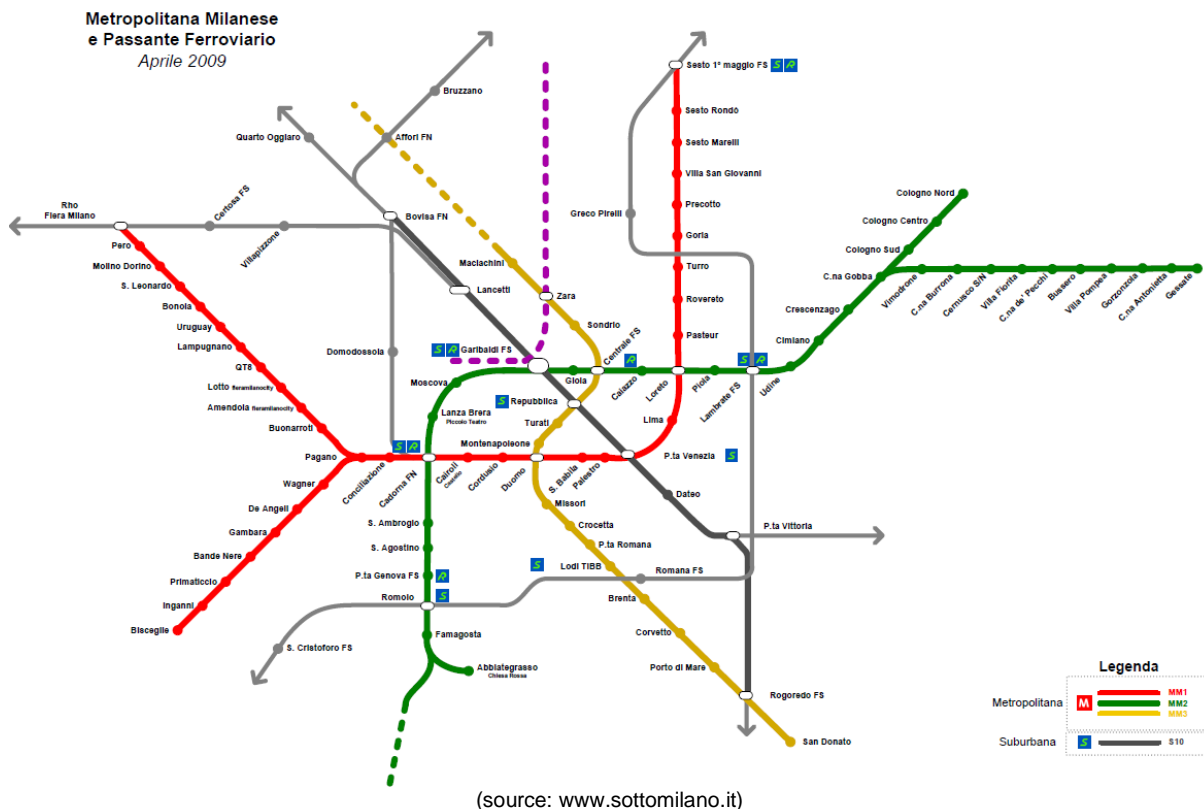 Metropolitana Milanese
e Passante Ferroviario
Aprile 2009
Sesto 1° maggio FS S R
Bruzzano
Sesto Rondò
Quarto Oggiaro
Affori FN
Sesto Marelli
Villa San Giovanni
Certosa FS
Cologno Nord
Rho
Fiera Milano
Precotto
Bovisa FN
Greco Pirelli
Cologno Centro
Villapizzone
Gorla
Pero
Cologno Sud
Molino Dorino
Maciachini
Turro
C.na Gobba
S. Leonardo
Lancetti
Vimodrone
C.na Burrona
Cernusco S/N
Villa Fiorita
C.na de' Pecchi
Bussero
Villa Pompea
Gorzonzola
C.na Antonietta
Gessate
Bonola
Zara
Rovereto
Crescenzago
Uruguay
Sondrio
Pasteur
Cimiano
Lampugnano
Domodossola
S R Garibaldi FS
Centrale FS
R
S R
QT8
Moscova
Gioia
Caiazzo
Loreto
Piola
Lambrate FS
Udine
Lotto fieramilanocity
S Repubblica
Amendola fieramilanocity
Lanza Brera
Piccolo Teatro
Turati
Lima
Buonarroti
S R
Montenapoleone
Pagano
P.ta Venezia S
Conciliazione
Cadorna FN
Cairoli
Castello
Cordusio
Duomo
S. Babila
Palestro
Wagner
Dateo
De Angeli
Missori
S. Ambrogio
Crocetta
P.ta Vittoria
Gambara
S. Agostino
P.ta Romana
Bande Nere
S
Lodi TIBB
Romana FS
Primaticcio
P.ta Genova FS R
Romolo
S
Brenta
Inganni
Bisceglie
Famagosta
Corvetto
S. Cristoforo FS
Abbiategrasso
Chiesa Rossa
Porto di Mare
Rogoredo FS
San Donato
Legenda
Metropolitana M
MM1
MM2
MM3
Suburbana S
S10
(source: www.sottomilano.it)